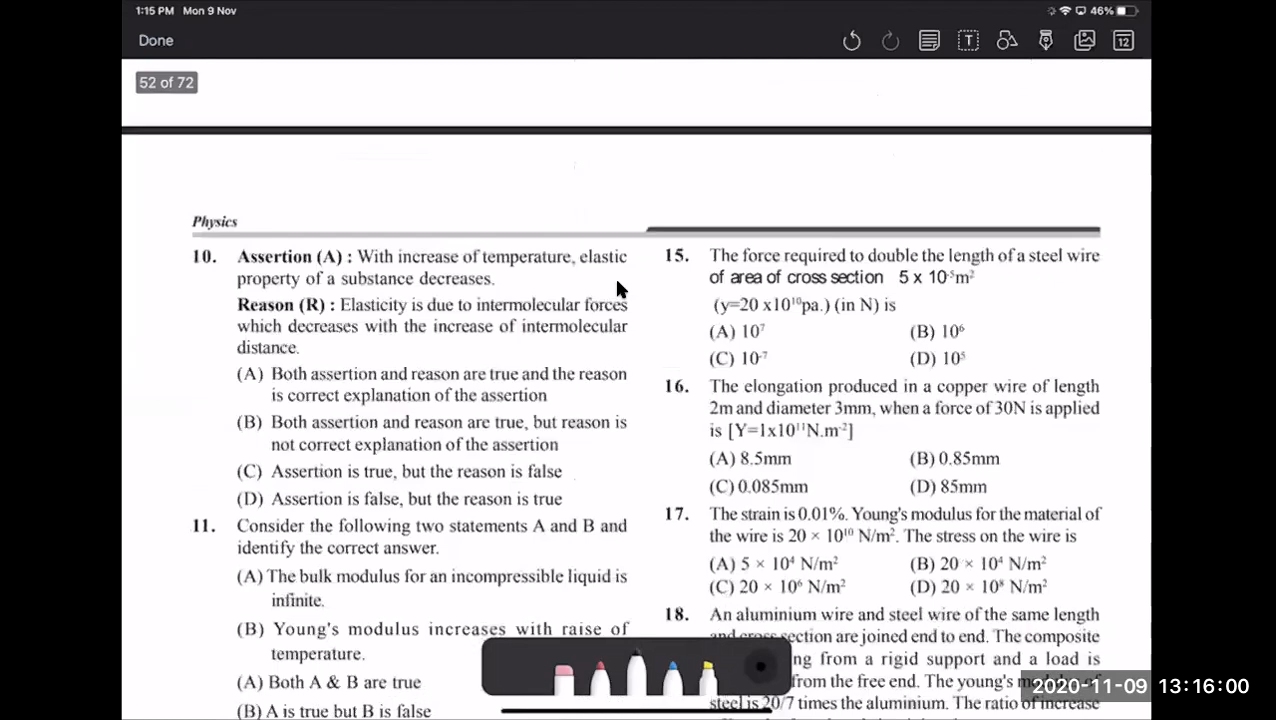 1:15 PM Mon 9 Nov
46%
Done
12
52 of 72
Physics
10. Assertion (A) : With increase of temperature, elastic
property of a substance decreases.
Reason (R) : Elasticity is due to intermolecular forces
which decreases with the increase of intermolecular
distance.
(A) Both assertion and reason are true and the reason
is correct explanation of the assertion
(B) Both assertion and reason are true, but reason is
not correct explanation of the assertion
(C) Assertion is true, but the reason is false
(D) Assertion is false, but the reason is true
11. Consider the following two statements A and B and
identify the correct answer.
(A) The bulk modulus for an incompressible liquid is
infinite.
(B) Young's modulus increases with raise of
temperature.
(A) Both A & B are true
(B) A is true but B is false
15. The force required to double the length of a steel wire
of area of cross section 5 x 10⁻⁵m²
(y=20 x10¹⁰pa.) (in N) is
(A) 10⁷ (B) 10⁶
(C) 10⁻⁷ (D) 10⁵
16. The elongation produced in a copper wire of length
2m and diameter 3mm, when a force of 30N is applied
is [Y=1x10¹¹N.m⁻²]
(A) 8.5mm (B) 0.85mm
(C) 0.085mm (D) 85mm
17. The strain is 0.01%. Young's modulus for the material of
the wire is 20 × 10¹⁰ N/m². The stress on the wire is
(A) 5 × 10⁴ N/m² (B) 20 × 10⁴ N/m²
(C) 20 × 10⁶ N/m² (D) 20 × 10⁸ N/m²
18. An aluminium wire and steel wire of the same length
and cross section are joined end to end. The composite
ng from a rigid support and a load is
from the free end. The young's
steel is 20/7 times the aluminium. The ratio of increase
2020-11-09 13:16:00